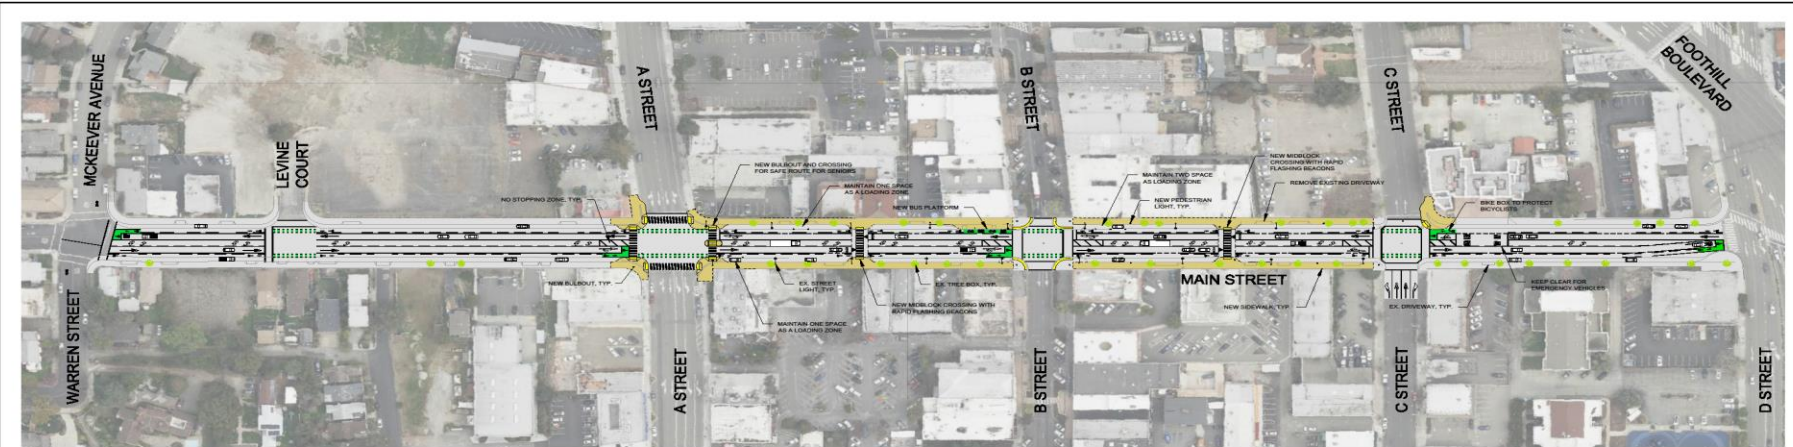 MCKEEVER AVENUE
WARREN STREET
LEVINE
COURT
A STREET
A STREET
B STREET
B STREET
C STREET
C STREET
FOOTHILL
BOULEVARD
D STREET
MAIN STREET
NO STOPPING ZONE, TYP.
NEW BULBOUT, TYP.
NEW BULBOUT AND CROSSING
FOR SAFE ROUTE FOR SENIORS
MAINTAIN ONE SPACE
AS A LOADING ZONE
NEW BUS PLATFORM
EX. STREET
LIGHT, TYP.
EX. TREE BOX, TYP.
NEW MIDBLOCK CROSSING WITH
RAPID FLASHING BEACONS
MAINTAIN ONE SPACE
AS A LOADING ZONE
MAINTAIN TWO SPACE
AS LOADING ZONE
NEW PEDESTRIAN
LIGHT, TYP.
NEW MIDBLOCK
CROSSING WITH RAPID
FLASHING BEACONS
REMOVE EXISTING DRIVEWAY
NEW SIDEWALK, TYP.
BIKE BOX TO PROTECT
BICYCLISTS
KEEP CLEAR FOR
EMERGENCY VEHICLES
EX. DRIVEWAY, TYP.